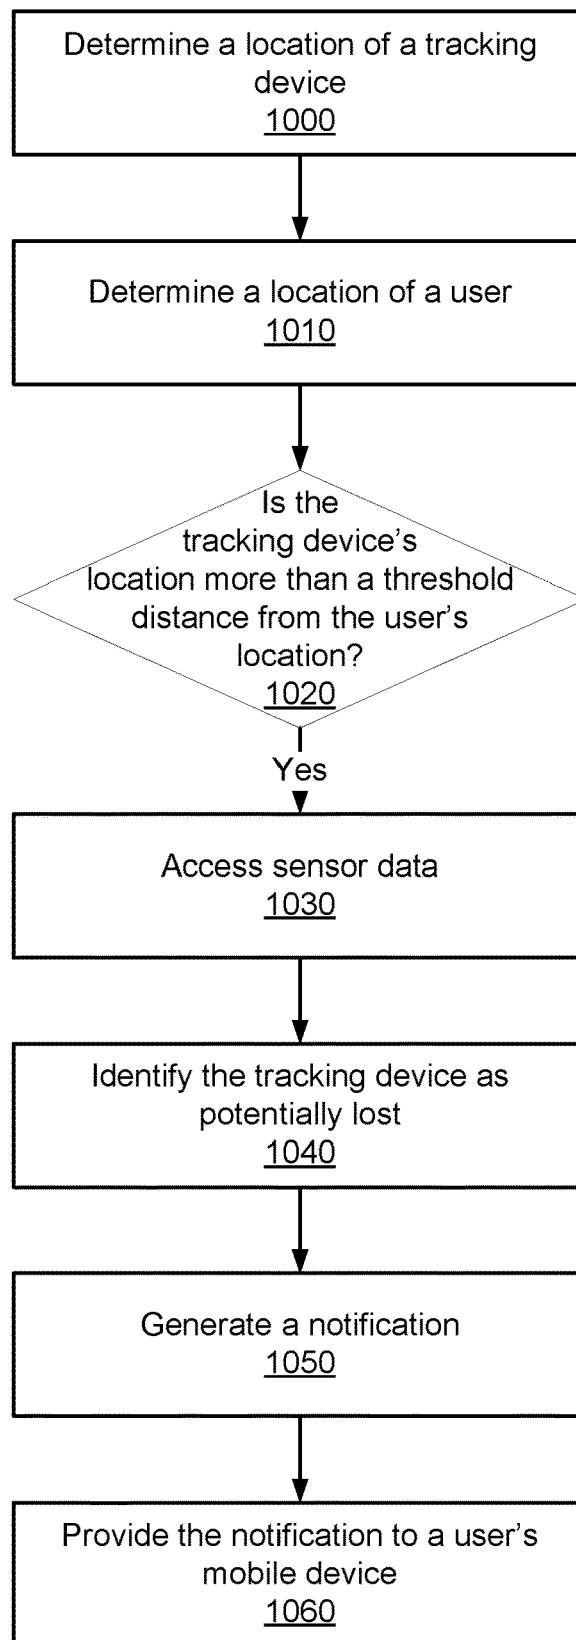 Determine a location of a tracking
device
1000
Determine a location of a user
1010
Is the
tracking device's
location more than a threshold
distance from the user's
location?
1020
Yes
Access sensor data
1030
Identify the tracking device as
potentially lost
1040
Generate a notification
1050
Provide the notification to a user's
mobile device
1060